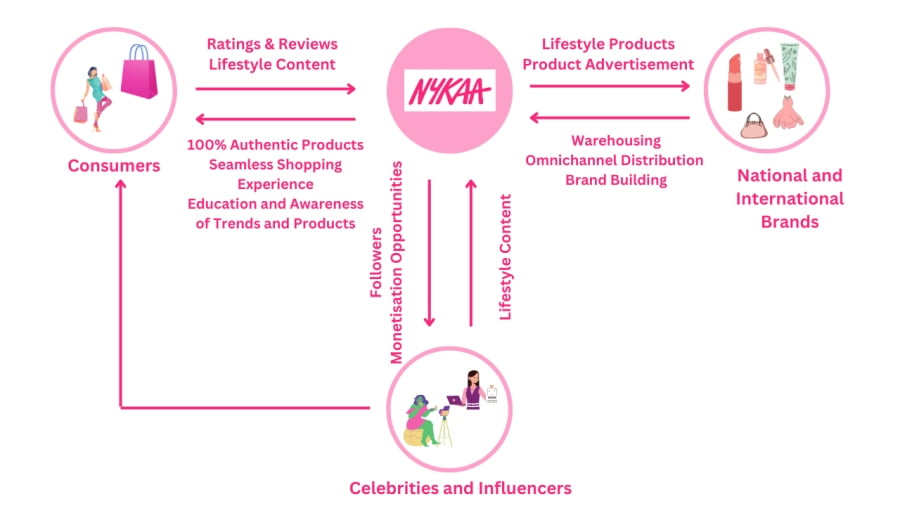 Ratings & Reviews
Lifestyle Content
NYKAA
Lifestyle Products
Product Advertisement
100% Authentic Products
Seamless Shopping
Experience
Education and Awareness
of Trends and Products
Warehousing
Omnichannel Distribution
Brand Building
Consumers
National and
International
Brands
Followers
Monetisation Opportunities
Lifestyle Content
Celebrities and Influencers